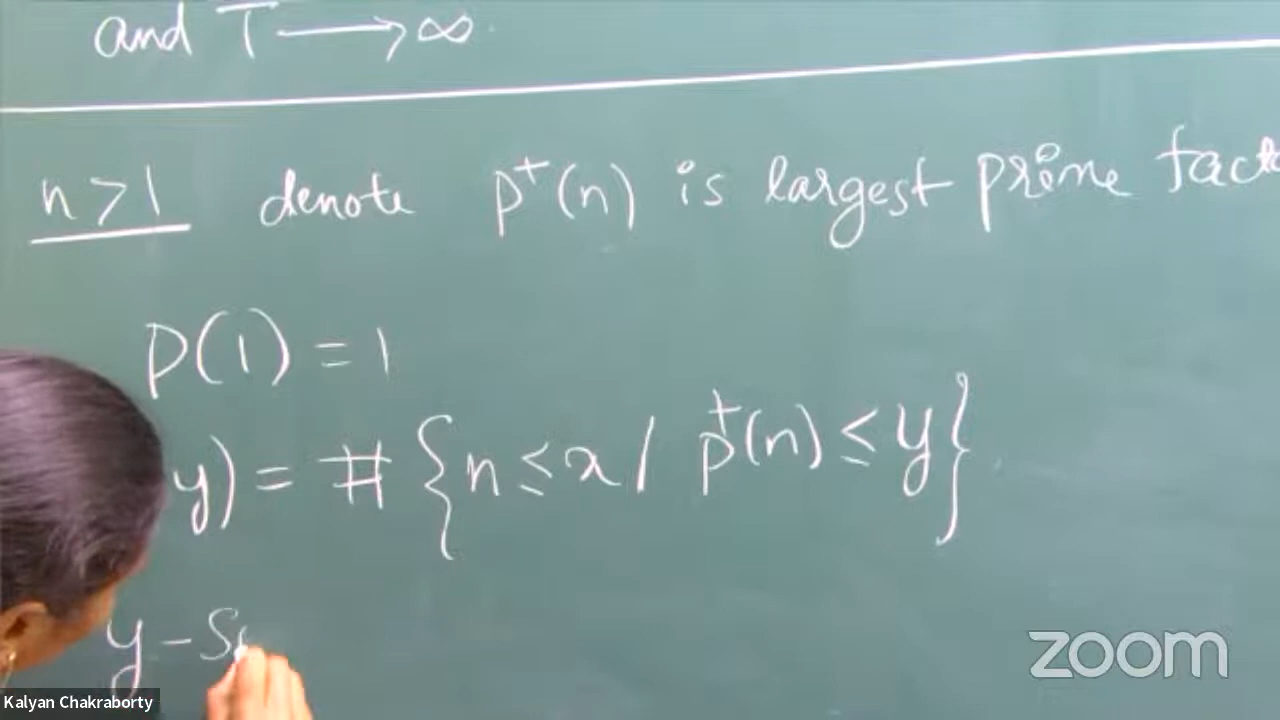 and T → ∞.
n > 1 denote P⁺(n) is largest prime fact
P(1) = 1
y) = # {n ≤ x / P⁺(n) ≤ y}.
y - S
zoom
Kalyan Chakraborty